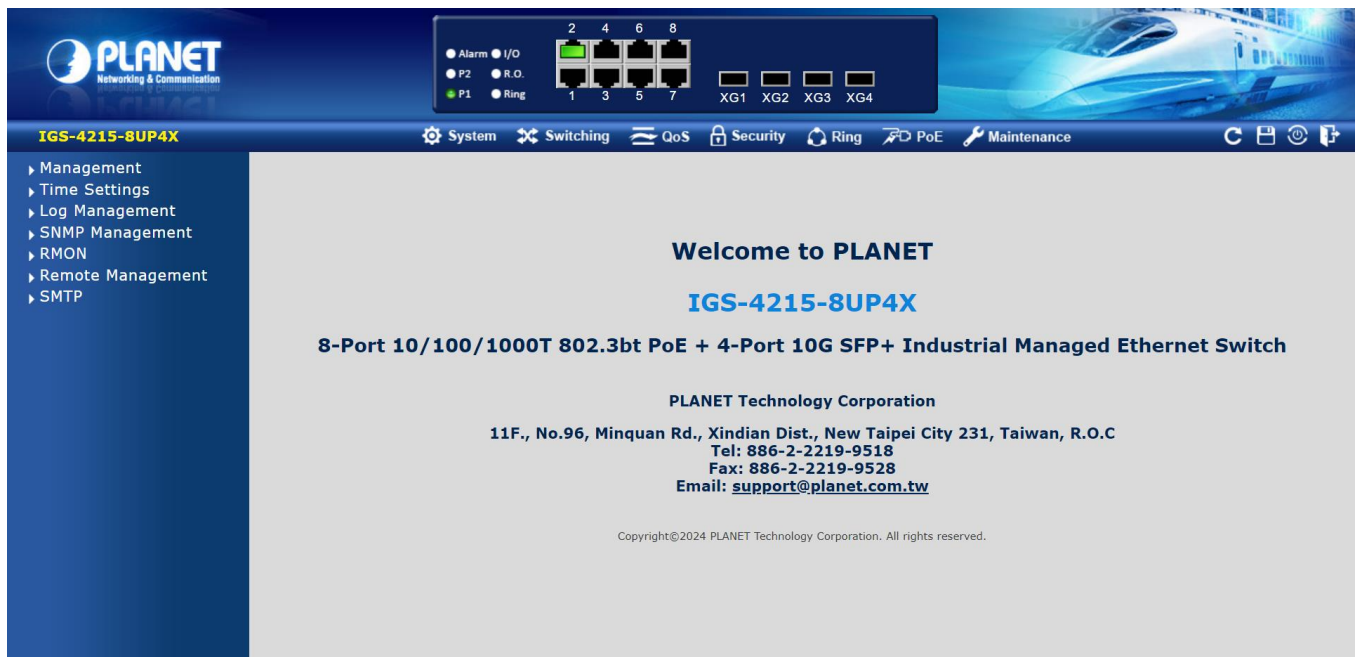 PLANET
Networking & Communication
2 4 6 8
Alarm I/O
P2 R.O.
P1 Ring
1 3 5 7
XG1 XG2 XG3 XG4
IGS-4215-8UP4X
System Switching QoS Security Ring PoE Maintenance
Management
Time Settings
Log Management
SNMP Management
RMON
Remote Management
SMTP
Welcome to PLANET
IGS-4215-8UP4X
8-Port 10/100/1000T 802.3bt PoE + 4-Port 10G SFP+ Industrial Managed Ethernet Switch
PLANET Technology Corporation
11F., No.96, Minquan Rd., Xindian Dist., New Taipei City 231, Taiwan, R.O.C
Tel: 886-2-2219-9518
Fax: 886-2-2219-9528
Email: support@planet.com.tw
Copyright©2024 PLANET Technology Corporation. All rights reserved.